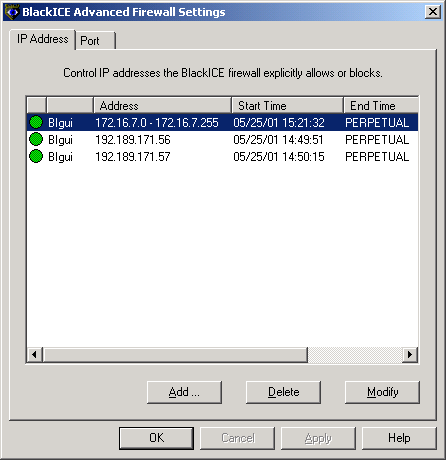 BlackICE Advanced Firewall Settings
IP Address Port
Control IP addresses the BlackICE firewall explicitly allows or blocks.
Address Start Time End Time
BIgui 172.16.7.0 - 172.16.7.255 05/25/01 15:21:32 PERPETUAL
BIgui 192.189.171.56 05/25/01 14:49:51 PERPETUAL
BIgui 192.189.171.57 05/25/01 14:50:15 PERPETUAL
Add ... Delete Modify
OK Cancel Apply Help